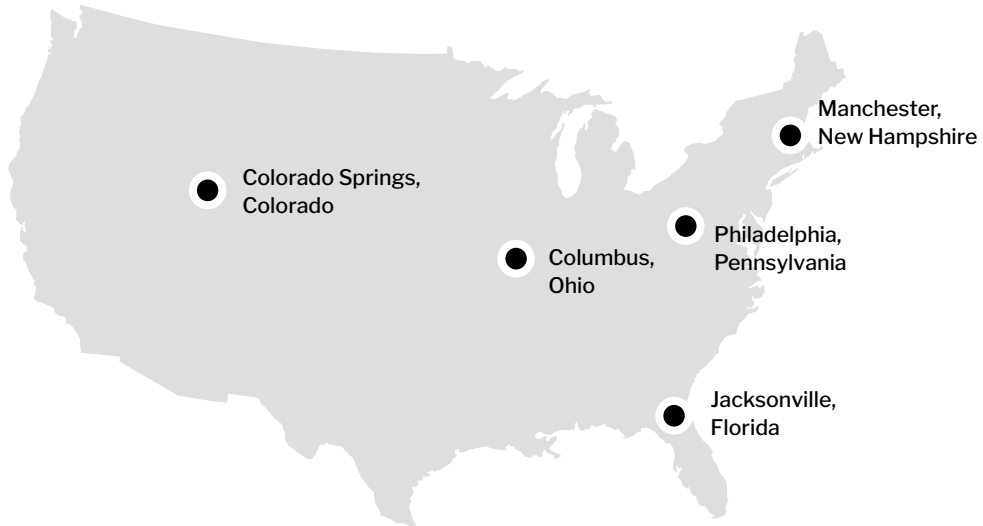 Manchester,
New Hampshire
Colorado Springs,
Colorado
Philadelphia,
Pennsylvania
Columbus,
Ohio
Jacksonville,
Florida